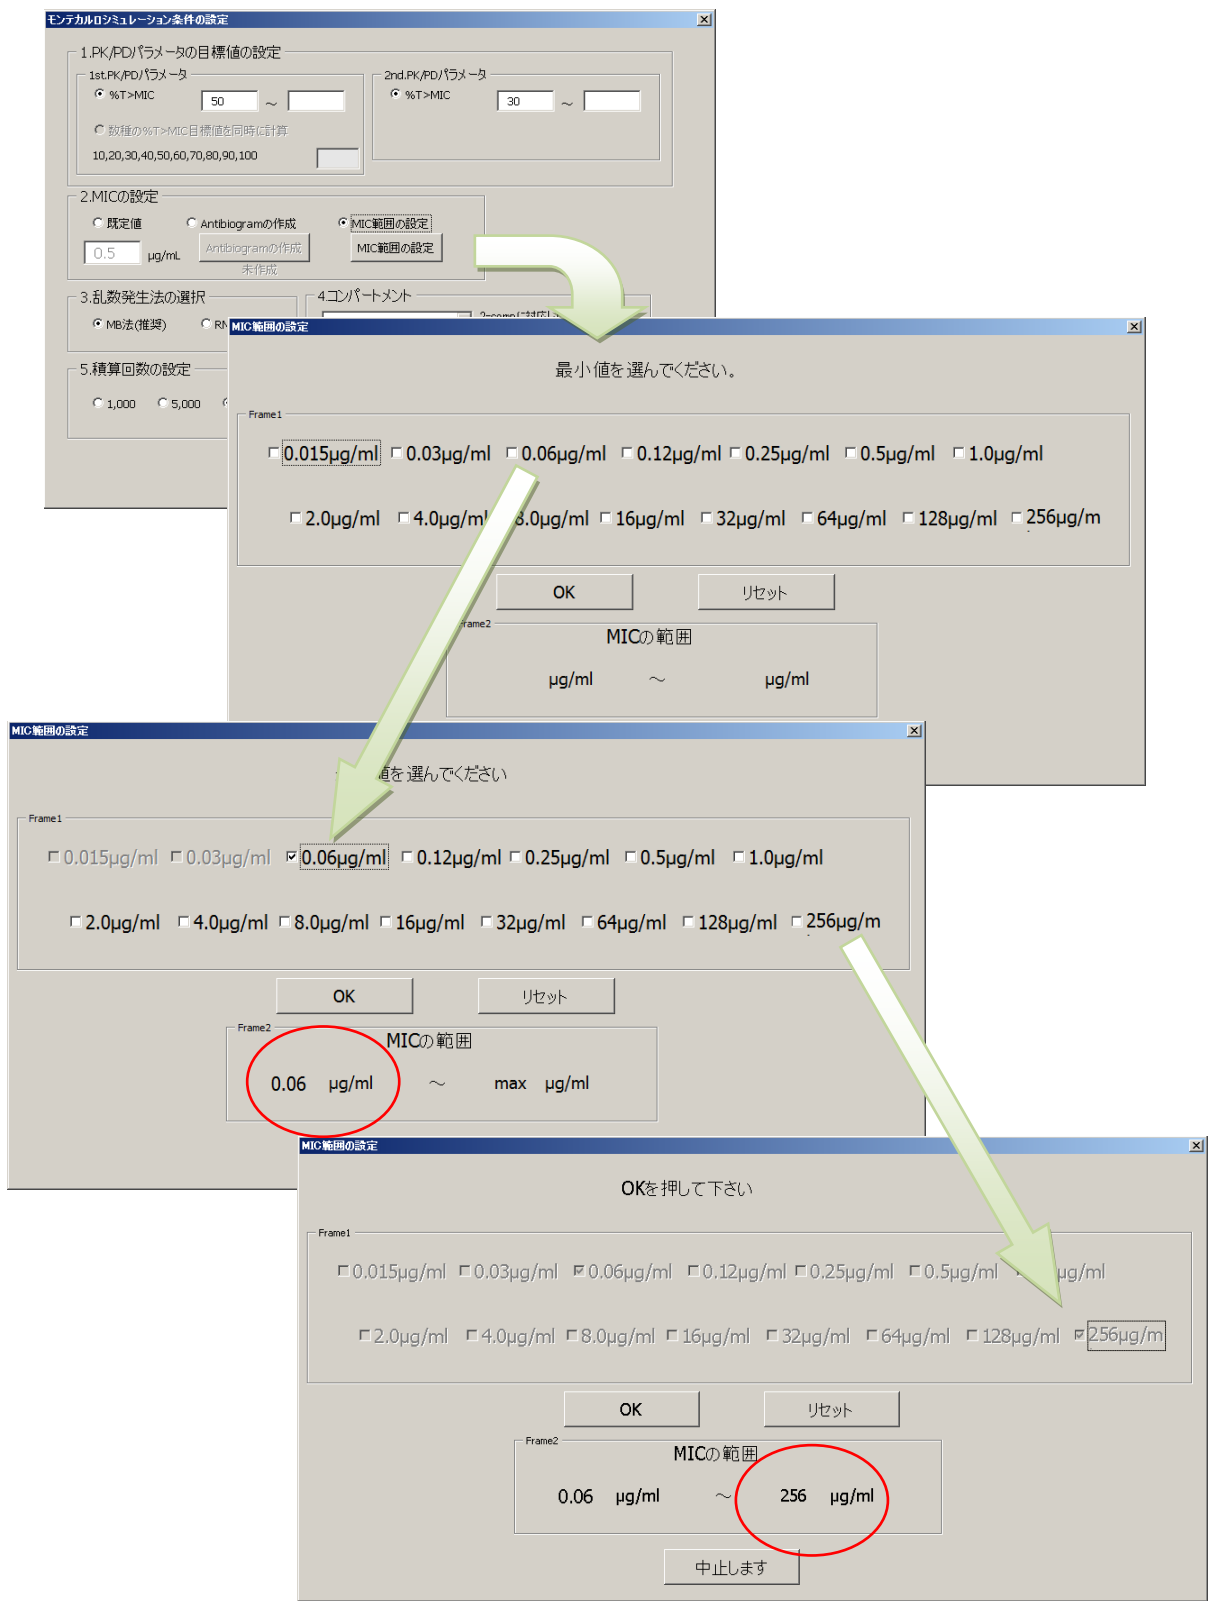 モンテカルロシミュレーション条件の設定
1.PK/PDパラメータの目標値の設定
1st.PK/PDパラメータ
%T>MIC 50 ～
数種の%T>MIC目標値を同時に計算
10,20,30,40,50,60,70,80,90,100
2nd.PK/PDパラメータ
%T>MIC 30 ～
2.MICの設定
既定値 Antibiogramの作成 MIC範囲の設定
0.5 μg/mL Antibiogramの作成 MIC範囲の設定
未作成
3.乱数発生法の選択
MB法(推奨)
4.コンパートメント
5.積算回数の設定
1,000 5,000
MIC範囲の設定
最小値を選んでください。
Frame1
0.015μg/ml 0.03μg/ml 0.06μg/ml 0.12μg/ml 0.25μg/ml 0.5μg/ml 1.0μg/ml
2.0μg/ml 4.0μg/ml 8.0μg/ml 16μg/ml 32μg/ml 64μg/ml 128μg/ml 256μg/m
OK リセット
MICの範囲
μg/ml ～ μg/ml
MIC範囲の設定
値を選んでください
Frame1
0.015μg/ml 0.03μg/ml 0.06μg/ml 0.12μg/ml 0.25μg/ml 0.5μg/ml 1.0μg/ml
2.0μg/ml 4.0μg/ml 8.0μg/ml 16μg/ml 32μg/ml 64μg/ml 128μg/ml 256μg/m
OK リセット
Frame2
MICの範囲
0.06 μg/ml ～ max μg/ml
MIC範囲の設定
OKを押して下さい
Frame1
0.015μg/ml 0.03μg/ml 0.06μg/ml 0.12μg/ml 0.25μg/ml 0.5μg/ml μg/ml
2.0μg/ml 4.0μg/ml 8.0μg/ml 16μg/ml 32μg/ml 64μg/ml 128μg/ml 256μg/m
OK リセット
Frame2
MICの範囲
0.06 μg/ml ～ 256 μg/ml
中止します